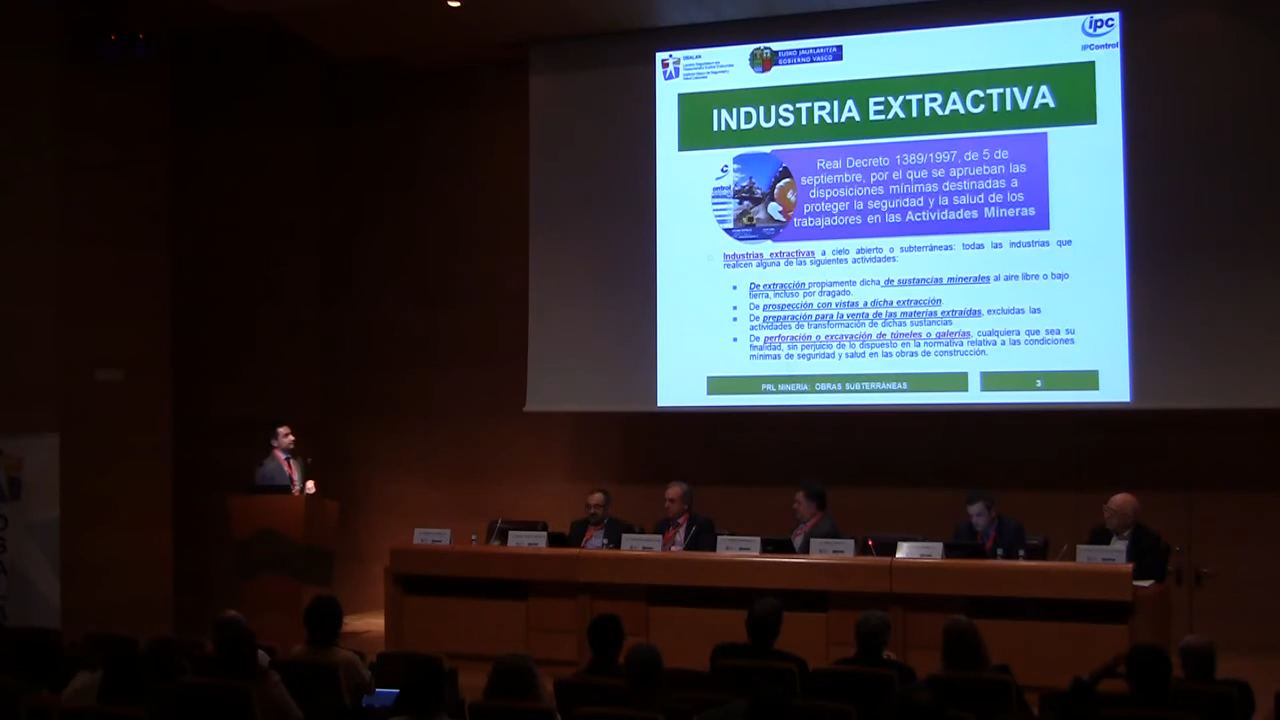 OSALAN
EUSKO JAURLARITZA
GOBIERNO VASCO
ipc
IPControl
INDUSTRIA EXTRACTIVA
Real Decreto 1389/1997, de 5 de
septiembre, por el que se aprueban las
disposiciones mínimas destinadas a
proteger la seguridad y la salud de los
trabajadores en las Actividades Mineras
Industrias extractivas a cielo abierto o subterráneas: todas las industrias que
realicen alguna de las siguientes actividades:
De extracción propiamente dicha de sustancias minerales al aire libre o bajo
tierra, incluso por dragado.
De prospección con vistas a dicha extracción.
De preparación para la venta de las materias extraídas, excluidas las
actividades de transformación de dichas sustancias
De perforación o excavación de túneles o galerías, cualquiera que sea su
finalidad, sin perjuicio de lo dispuesto en la normativa relativa a las condiciones
mínimas de seguridad y salud en las obras de construcción.
PRL MINERIA: OBRAS SUBTERRÁNEAS
3